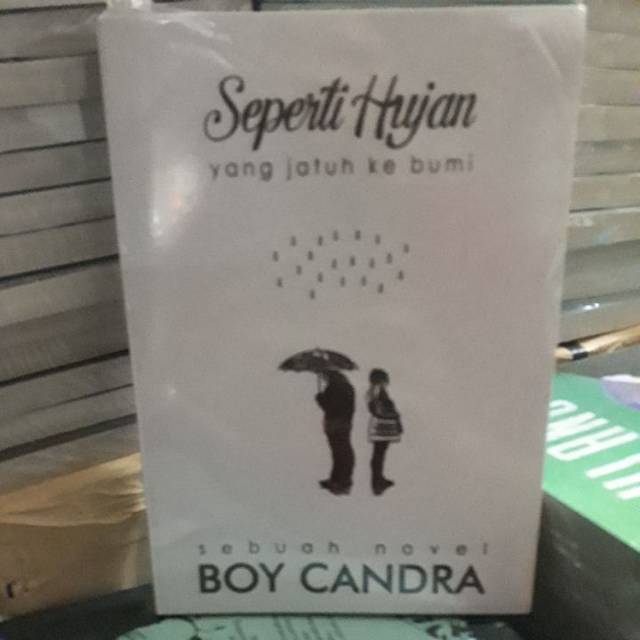 Seperti Hujan
yang jatuh ke bumi
sebuah novel
BOY CANDRA